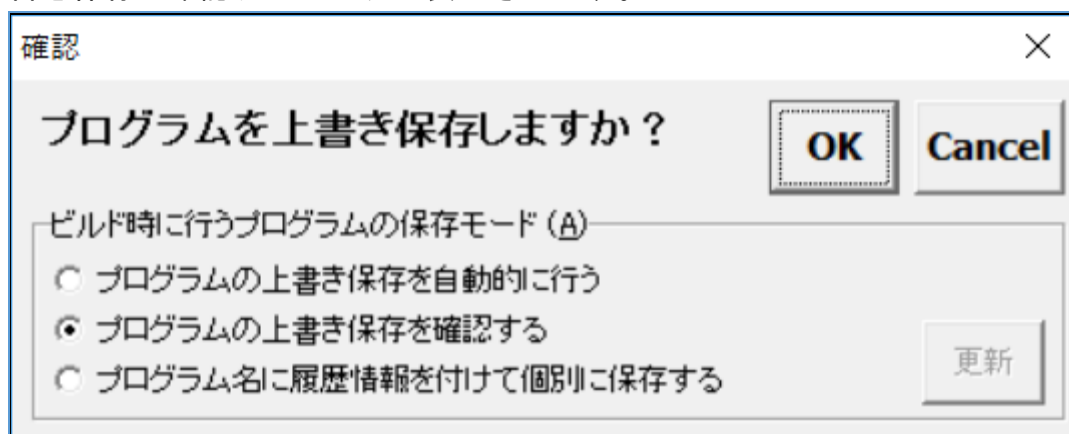 確認
プログラムを上書き保存しますか？
OK
Cancel
ビルド時に行うプログラムの保存モード (A)
プログラムの上書き保存を自動的に行う
プログラムの上書き保存を確認する
プログラム名に履歴情報を付けて個別に保存する
更新